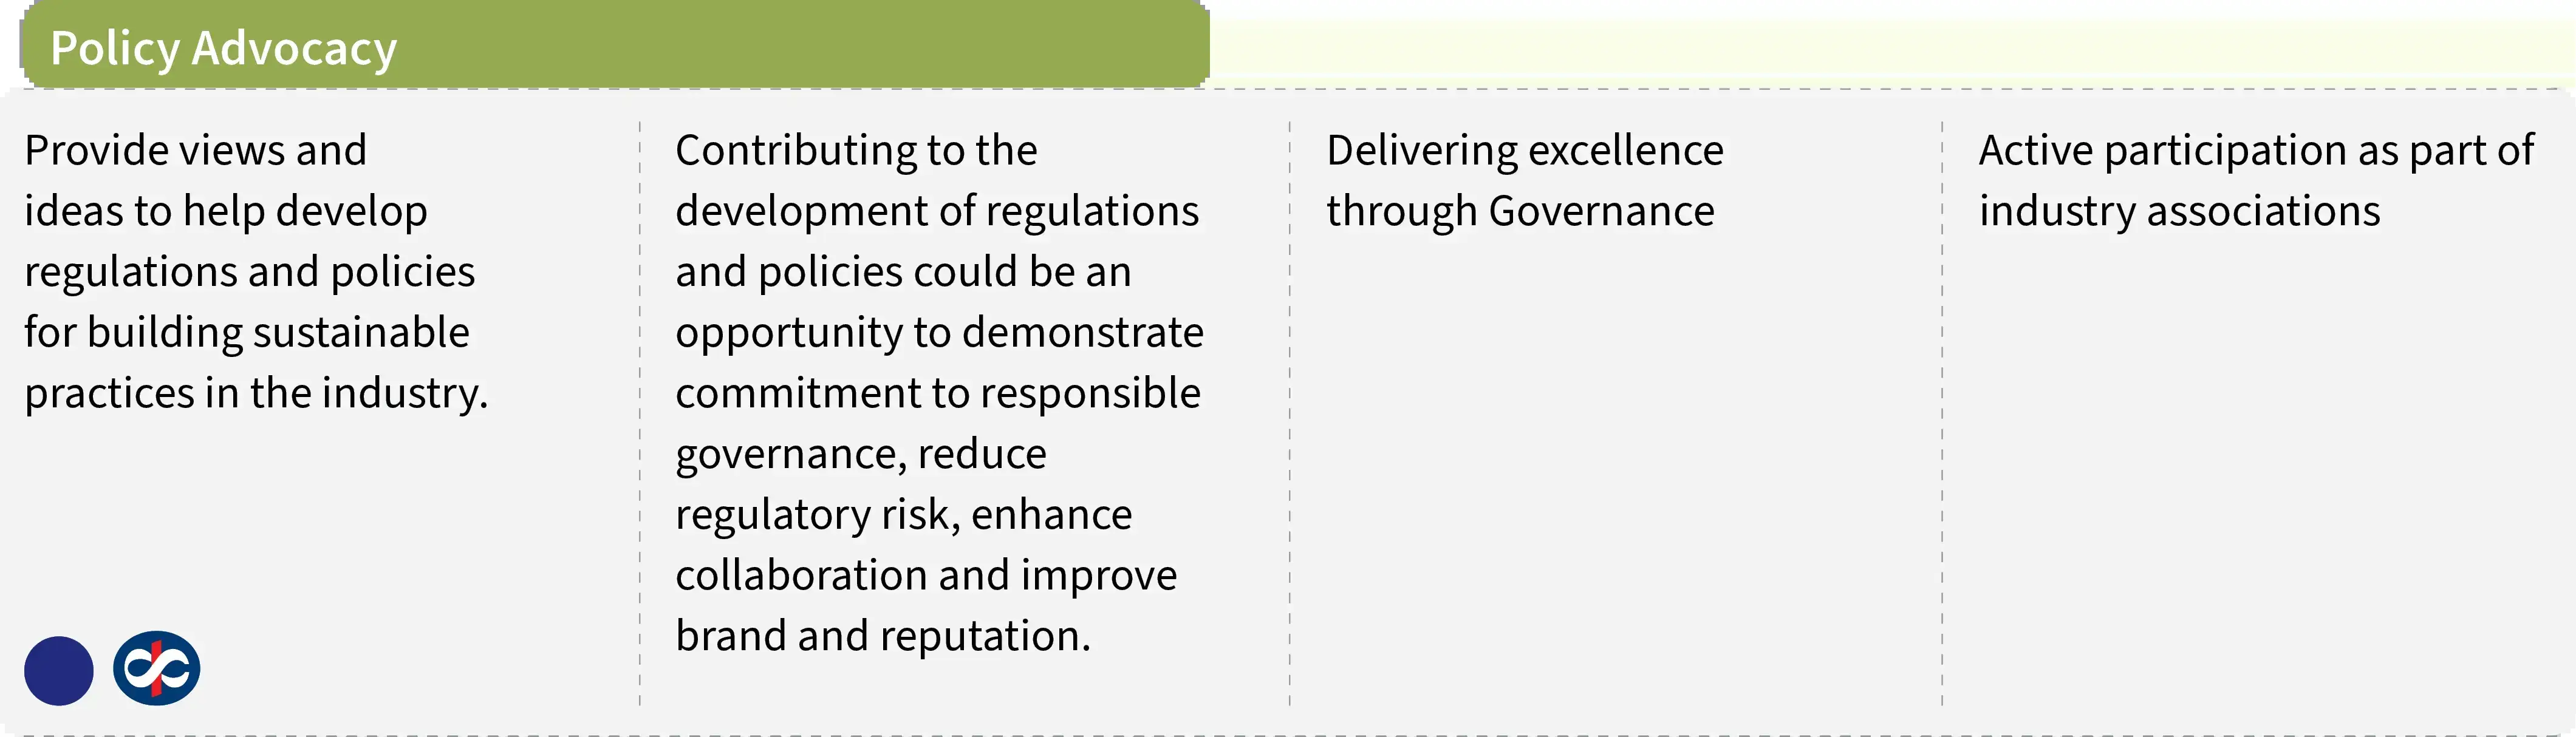 Policy Advocacy
Provide views and
ideas to help develop
regulations and policies
for building sustainable
practices in the industry.
Contributing to the
development of regulations
and policies could be an
opportunity to demonstrate
commitment to responsible
governance, reduce
regulatory risk, enhance
collaboration and improve
brand and reputation.
Delivering excellence
through Governance
Active participation as part of
industry associations